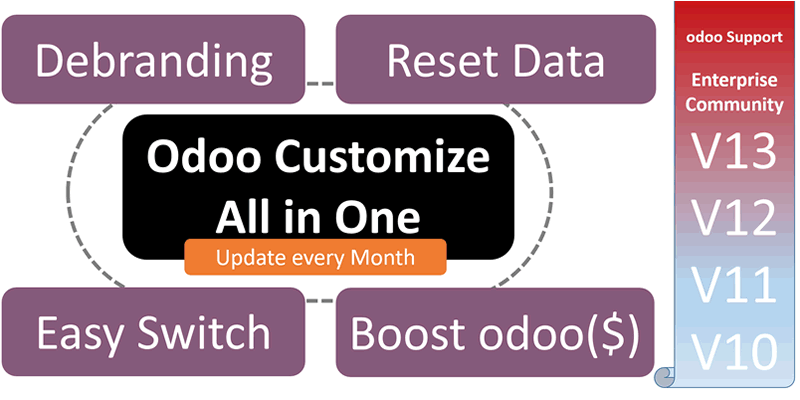 Debranding
Reset Data
Odoo Customize
All in One
Update every Month
Easy Switch
Boost odoo($)
odoo Support
Enterprise
Community
V13
V12
V11
V10